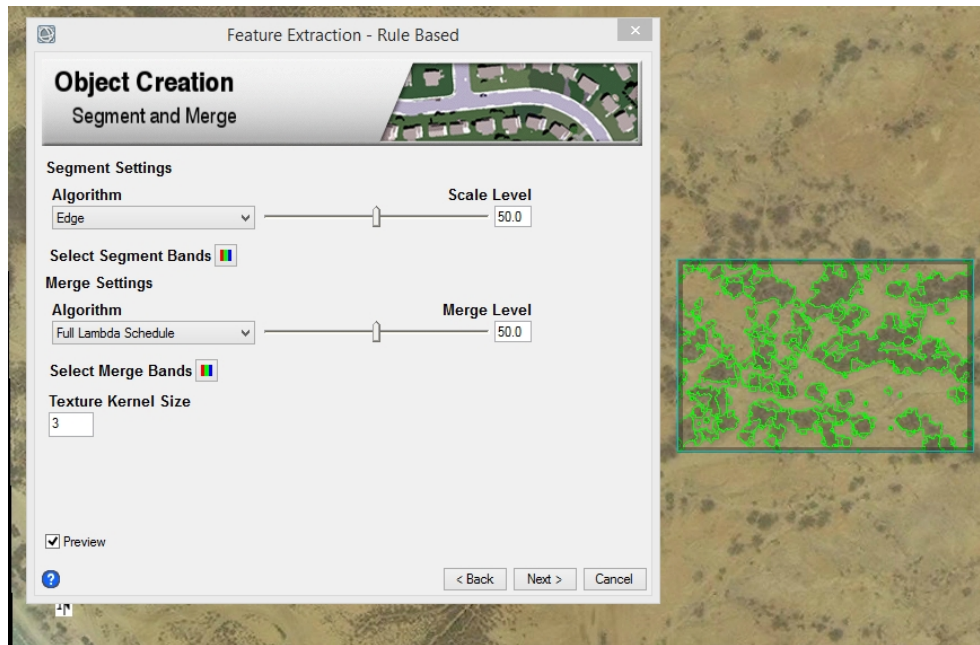 Feature Extraction - Rule Based
Object Creation
Segment and Merge
Segment Settings
Algorithm
Scale Level
Edge
50.0
Select Segment Bands
Merge Settings
Algorithm
Merge Level
Full Lambda Schedule
50.0
Select Merge Bands
Texture Kernel Size
3
Preview
?
< Back
Next >
Cancel